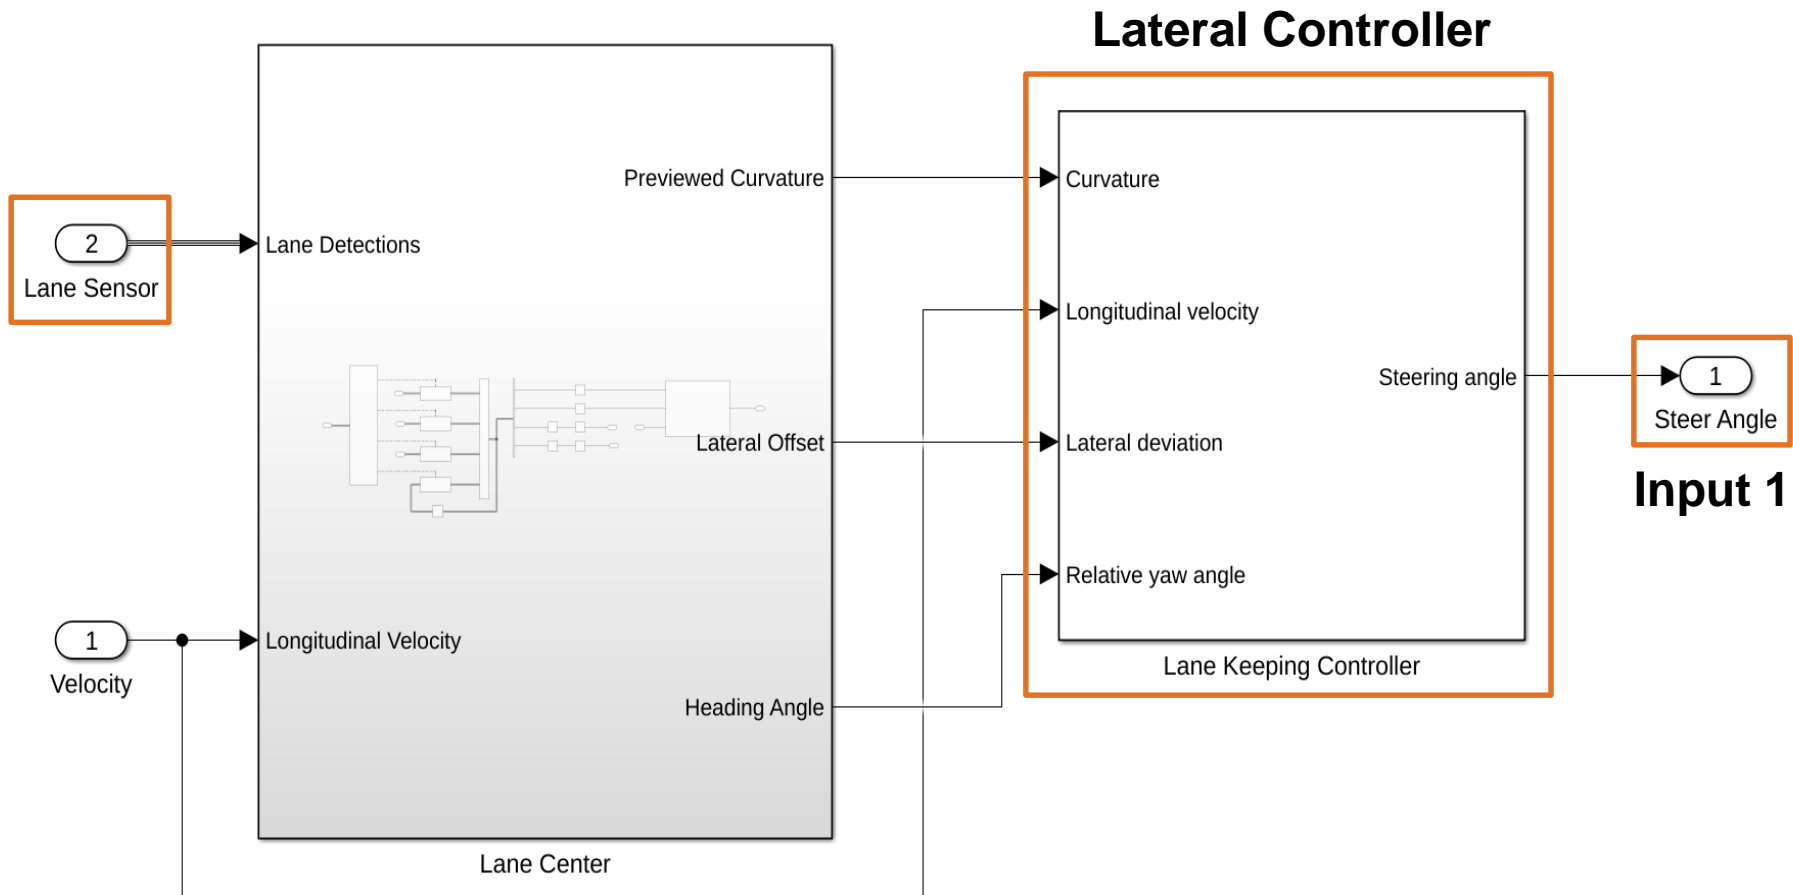 Lateral Controller
Previewed Curvature
Curvature
2
Lane Detections
Lane Sensor
Longitudinal velocity
Steering angle
1
Steer Angle
Lateral Offset
Lateral deviation
Input 1
Relative yaw angle
1
Longitudinal Velocity
Velocity
Lane Keeping Controller
Heading Angle
Lane Center